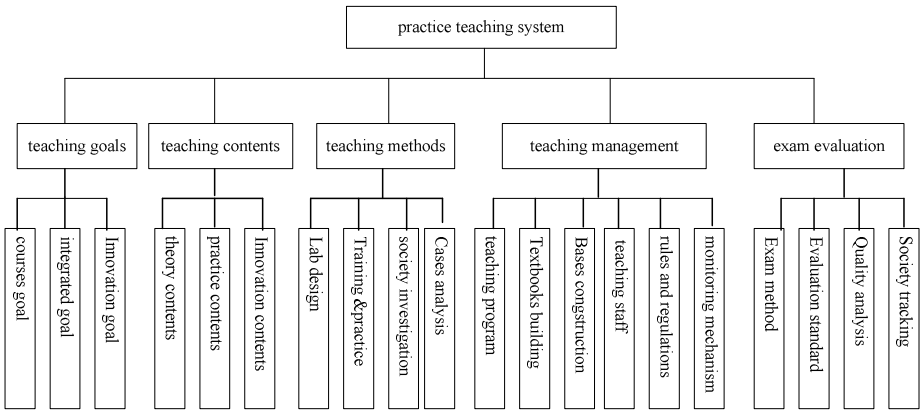 practice teaching system
teaching goals
teaching contents
teaching methods
teaching management
exam evaluation
courses goal
integrated goal
Innovation goal
theory contents
practice contents
Innovation contents
Lab design
Training &practice
society investigation
Cases analysis
teaching program
Textbooks building
Bases congstruction
teaching staff
rules and regulations
monitoring mechanism
Exam method
Evaluation standard
Quality analysis
Society tracking